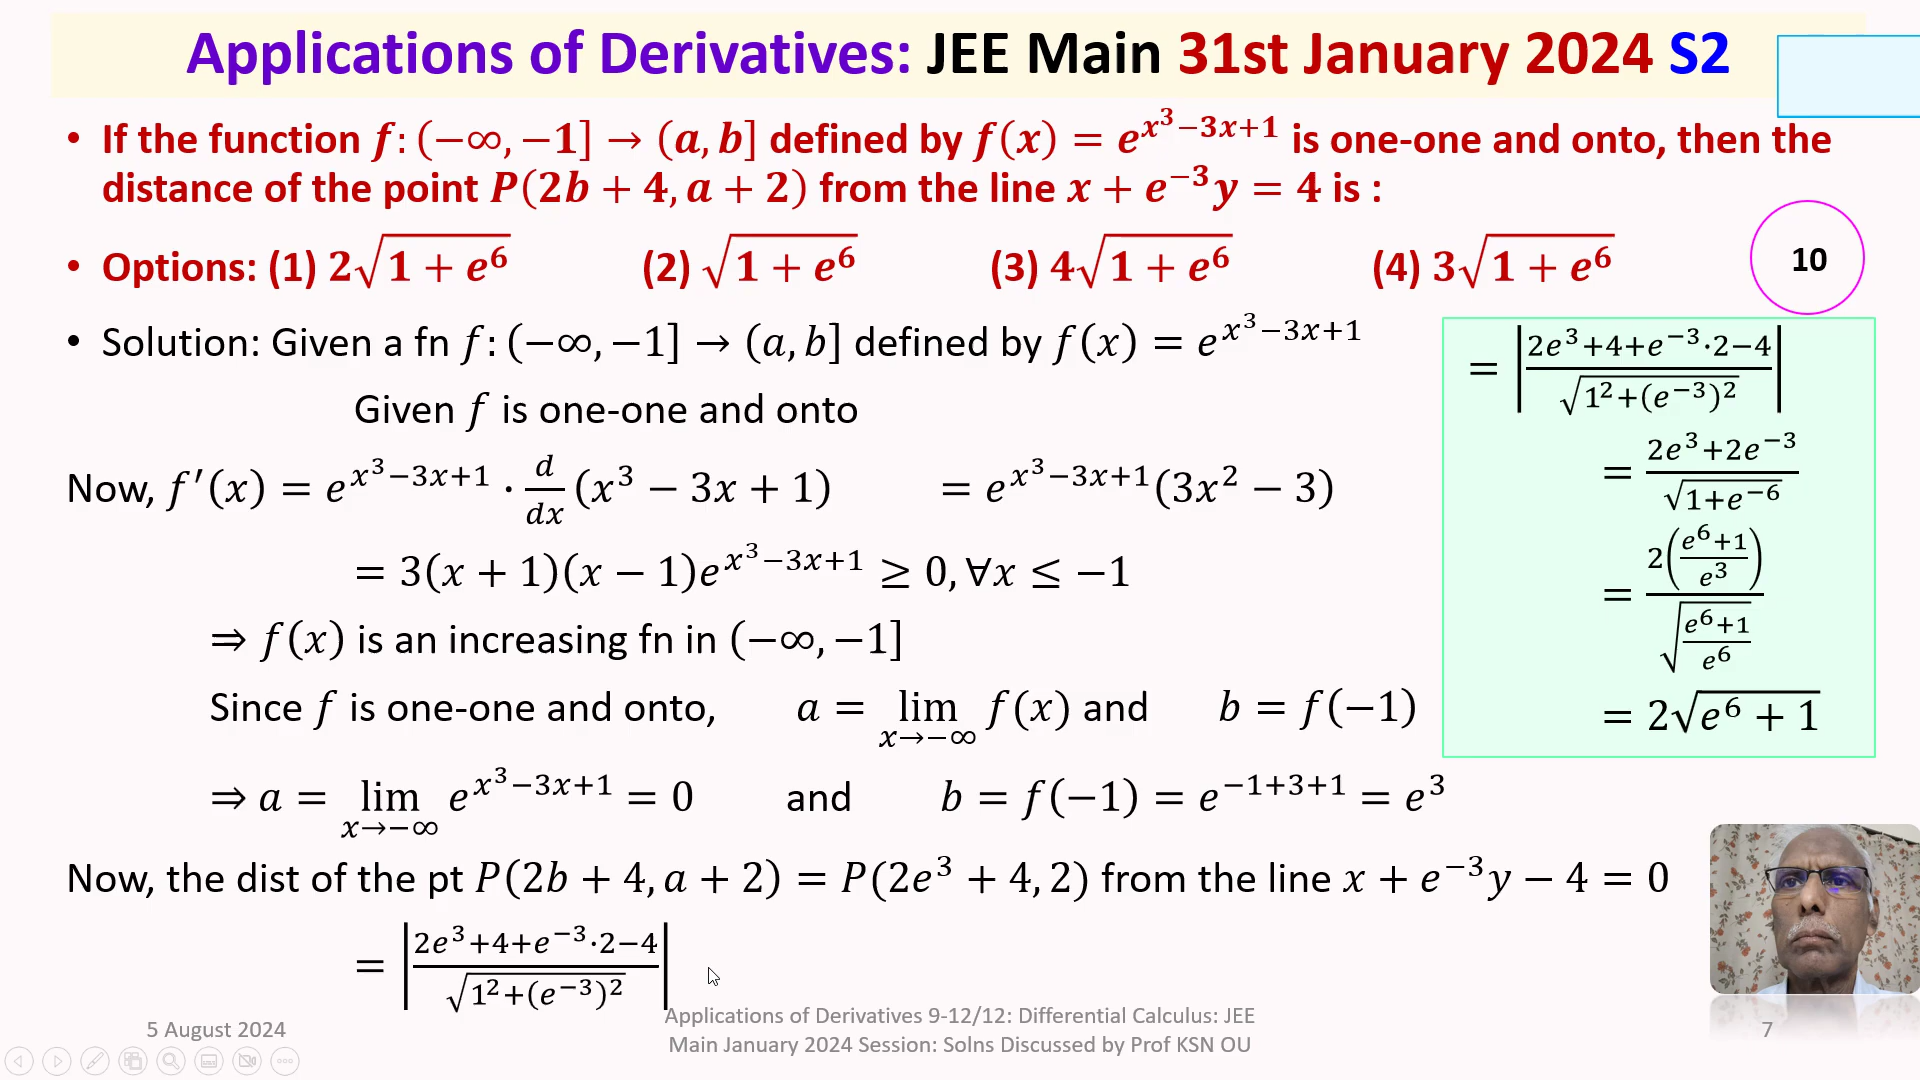 Applications of Derivatives: JEE Main 31st January 2024 S2
• If the function f: (−∞, −1] → (a, b] defined by f(x) = e^{x³−3x+1} is one-one and onto, then the
distance of the point P(2b + 4, a + 2) from the line x + e^{−3}y = 4 is :
• Options: (1) 2√(1 + e⁶) (2) √(1 + e⁶) (3) 4√(1 + e⁶) (4) 3√(1 + e⁶)
10
• Solution: Given a fn f: (−∞, −1] → (a, b] defined by f(x) = e^{x³−3x+1}
Given f is one-one and onto
Now, f′(x) = e^{x³−3x+1} · d/dx (x³ − 3x + 1) = e^{x³−3x+1}(3x² − 3)
= 3(x + 1)(x − 1)e^{x³−3x+1} ≥ 0, ∀x ≤ −1
⇒ f(x) is an increasing fn in (−∞, −1]
Since f is one-one and onto, a = lim_{x→−∞} f(x) and b = f(−1)
⇒ a = lim_{x→−∞} e^{x³−3x+1} = 0 and b = f(−1) = e^{−1+3+1} = e³
Now, the dist of the pt P(2b + 4, a + 2) = P(2e³ + 4, 2) from the line x + e^{−3}y − 4 = 0
= |(2e³+4+e^{−3}·2−4)/√(1²+(e^{−3})²)|
= |(2e³+4+e^{−3}·2−4)/√(1²+(e^{−3})²)|
= (2e³+2e^{−3})/√(1+e^{−6})
= 2((e⁶+1)/e³)/√((e⁶+1)/e⁶)
= 2√(e⁶ + 1)
5 August 2024
Applications of Derivatives 9-12/12: Differential Calculus: JEE
Main January 2024 Session: Solns Discussed by Prof KSN OU
7